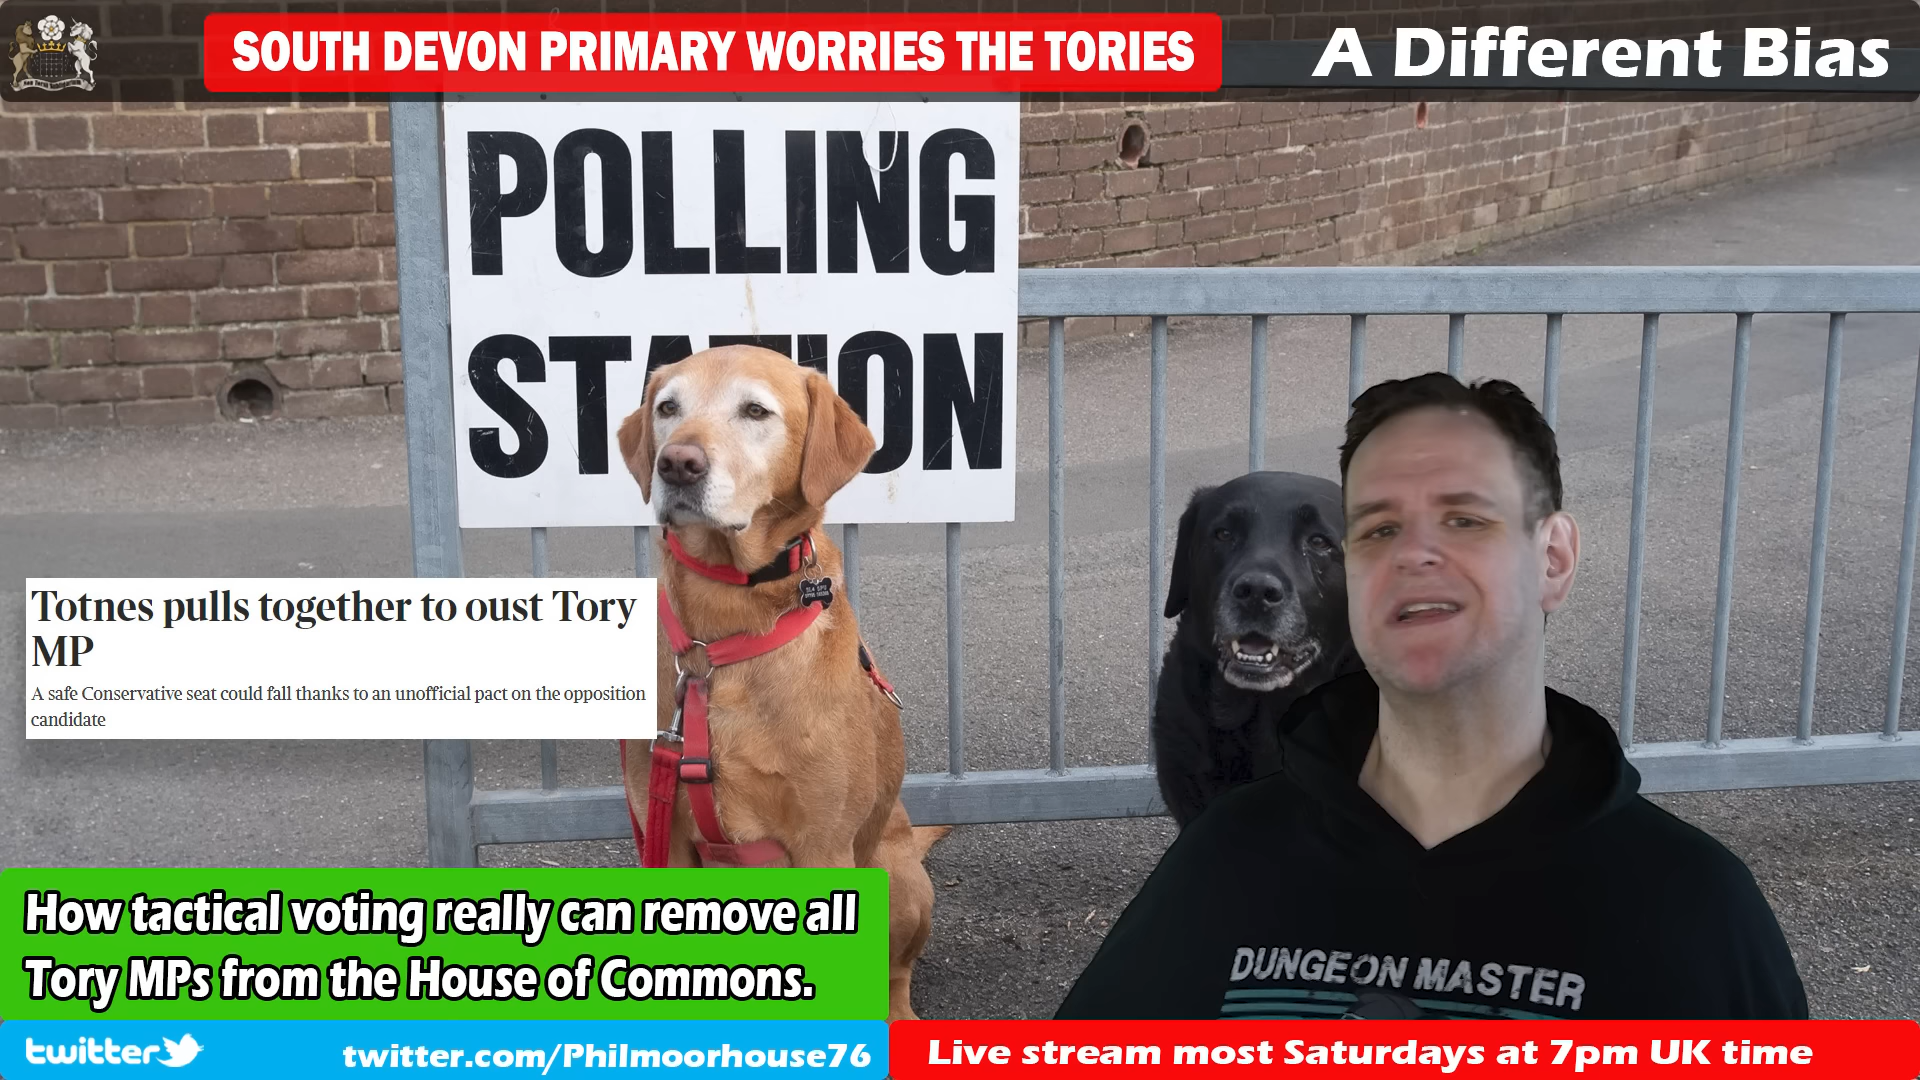 SOUTH DEVON PRIMARY WORRIES THE TORIES
A Different Bias
POLLING
STATION
Totnes pulls together to oust Tory
MP
A safe Conservative seat could fall thanks to an unofficial pact on the opposition
candidate
How tactical voting really can remove all
Tory MPs from the House of Commons.
DUNGEON MASTER
twitter
twitter.com/Philmoorhouse76
Live stream most Saturdays at 7pm UK time